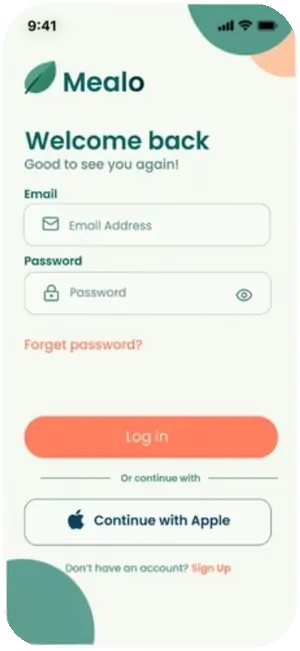 9:41
Mealo
Welcome back
Good to see you again!
Email
Email Address
Password
Password
Forget password?
Log in
Or continue with
Continue with Apple
Don't have an account? Sign Up